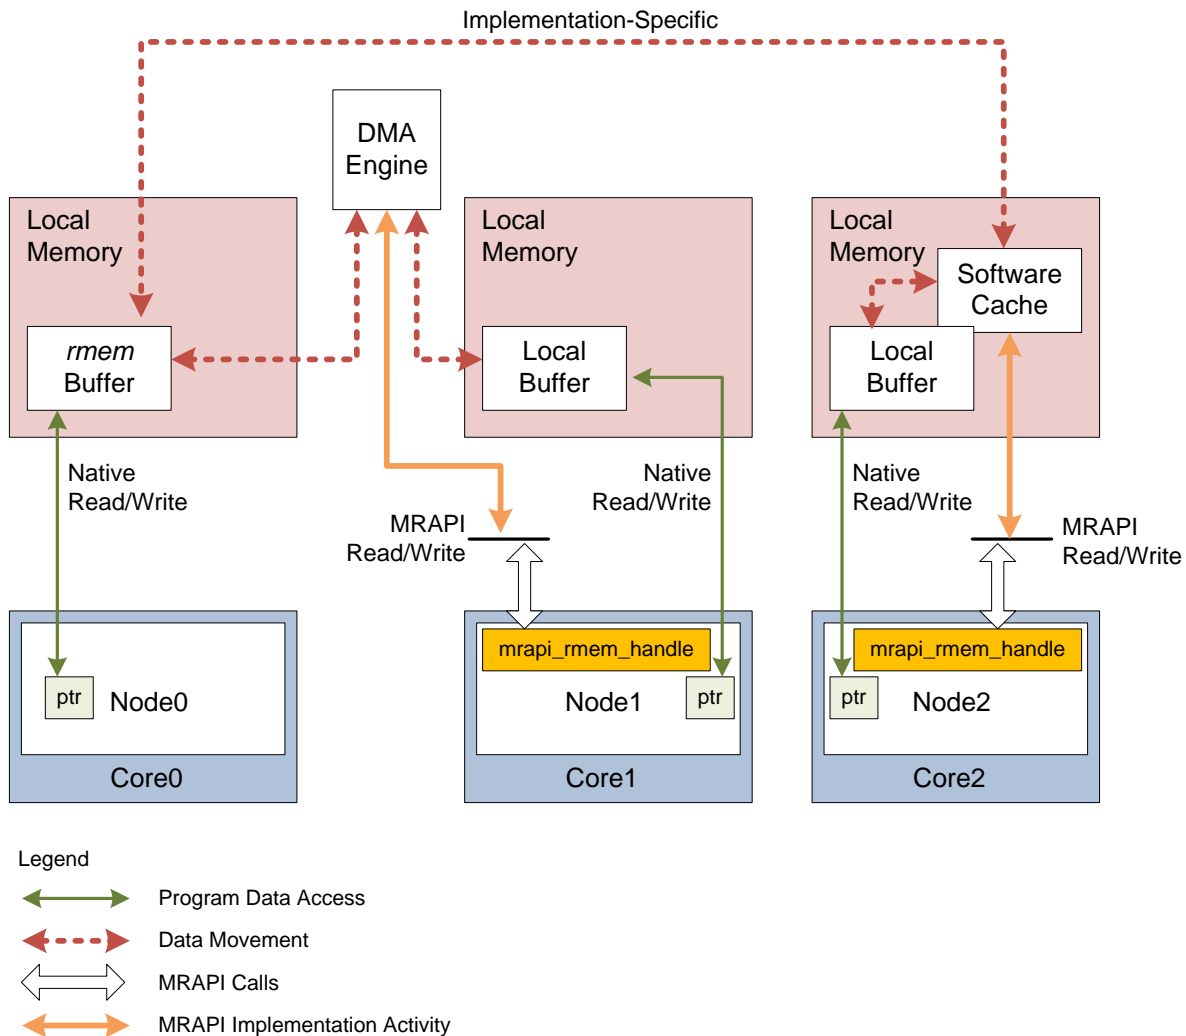 Implementation-Specific
DMA
Engine
Local
Memory
rmem
Buffer
Local
Memory
Local
Buffer
Local
Memory
Software
Cache
Local
Buffer
Native
Read/Write
MRAPI
Read/Write
Native
Read/Write
Native
Read/Write
MRAPI
Read/Write
ptr
Node0
Core0
mrapi_rmem_handle
Node1
ptr
Core1
mrapi_rmem_handle
ptr
Node2
Core2
Legend
Program Data Access
Data Movement
MRAPI Calls
MRAPI Implementation Activity